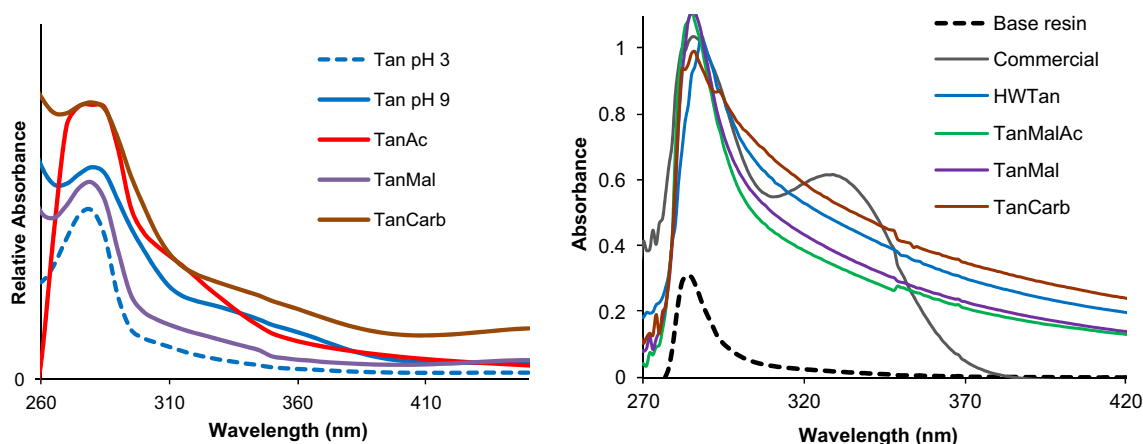 Relative Absorbance
0
260
310
360
410
Wavelength (nm)
Tan pH 3
Tan pH 9
TanAc
TanMal
TanCarb
Absorbance
1
0.8
0.6
0.4
0.2
0
270
320
370
420
Wavelength (nm)
Base resin
Commercial
HWTan
TanMalAc
TanMal
TanCarb